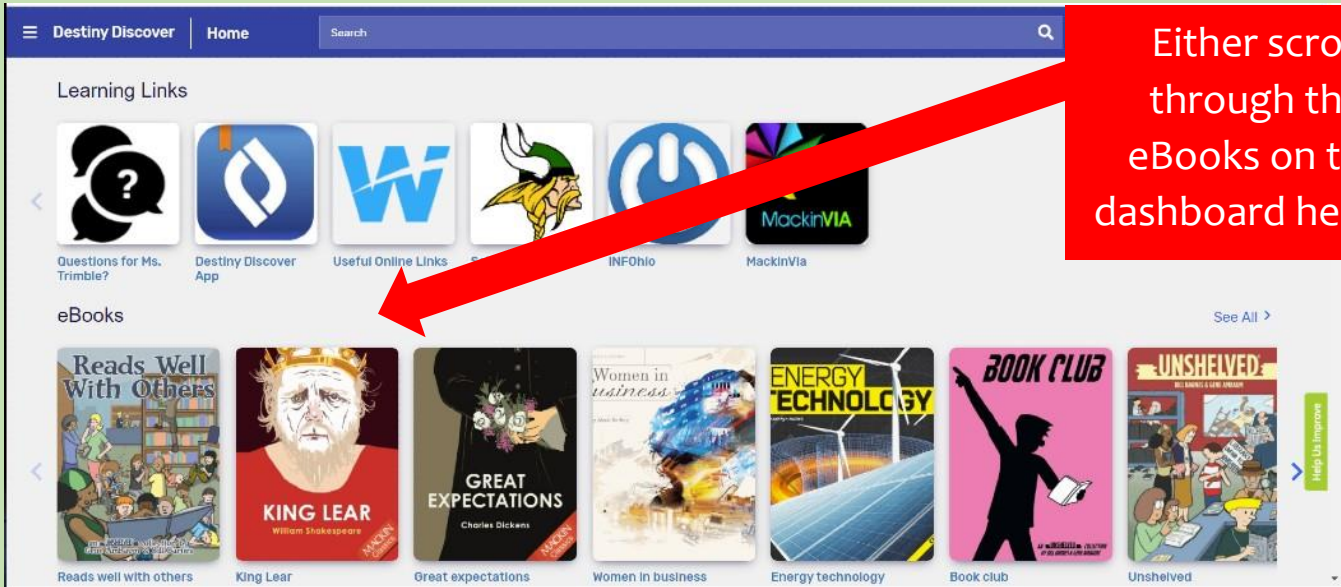 Destiny Discover
Home
Search
Either scro
through th
eBooks on t
dashboard he
Learning Links
?
W
MackinVIA
Questions for Ms.
Trimble?
Destiny Discover
App
Useful Online Links
INFOhio
MackinVia
eBooks
See All >
Reads Well
With Others
KING LEAR
William Shakespeare
GREAT
EXPECTATIONS
Charles Dickens
Women in
business
ENERGY
TECHNOLOGY
BOOK CLUB
UNSHELVED
Help Us Improve
Reads well with others
King Lear
Great expectations
Women in business
Energy technology
Book club
Unshelved